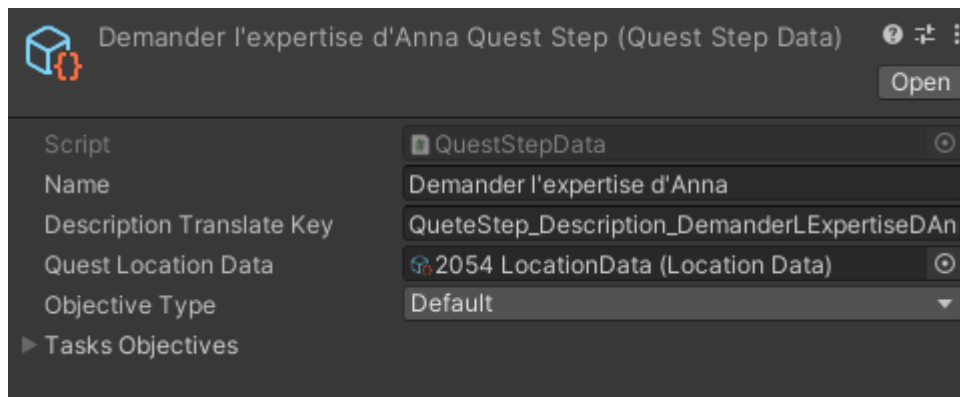 Demander l'expertise d'Anna Quest Step (Quest Step Data)
Open
Script QuestStepData
Name Demander l'expertise d'Anna
Description Translate Key QueteStep_Description_DemanderLExpertiseDAn
Quest Location Data 2054 LocationData (Location Data)
Objective Type Default
Tasks Objectives